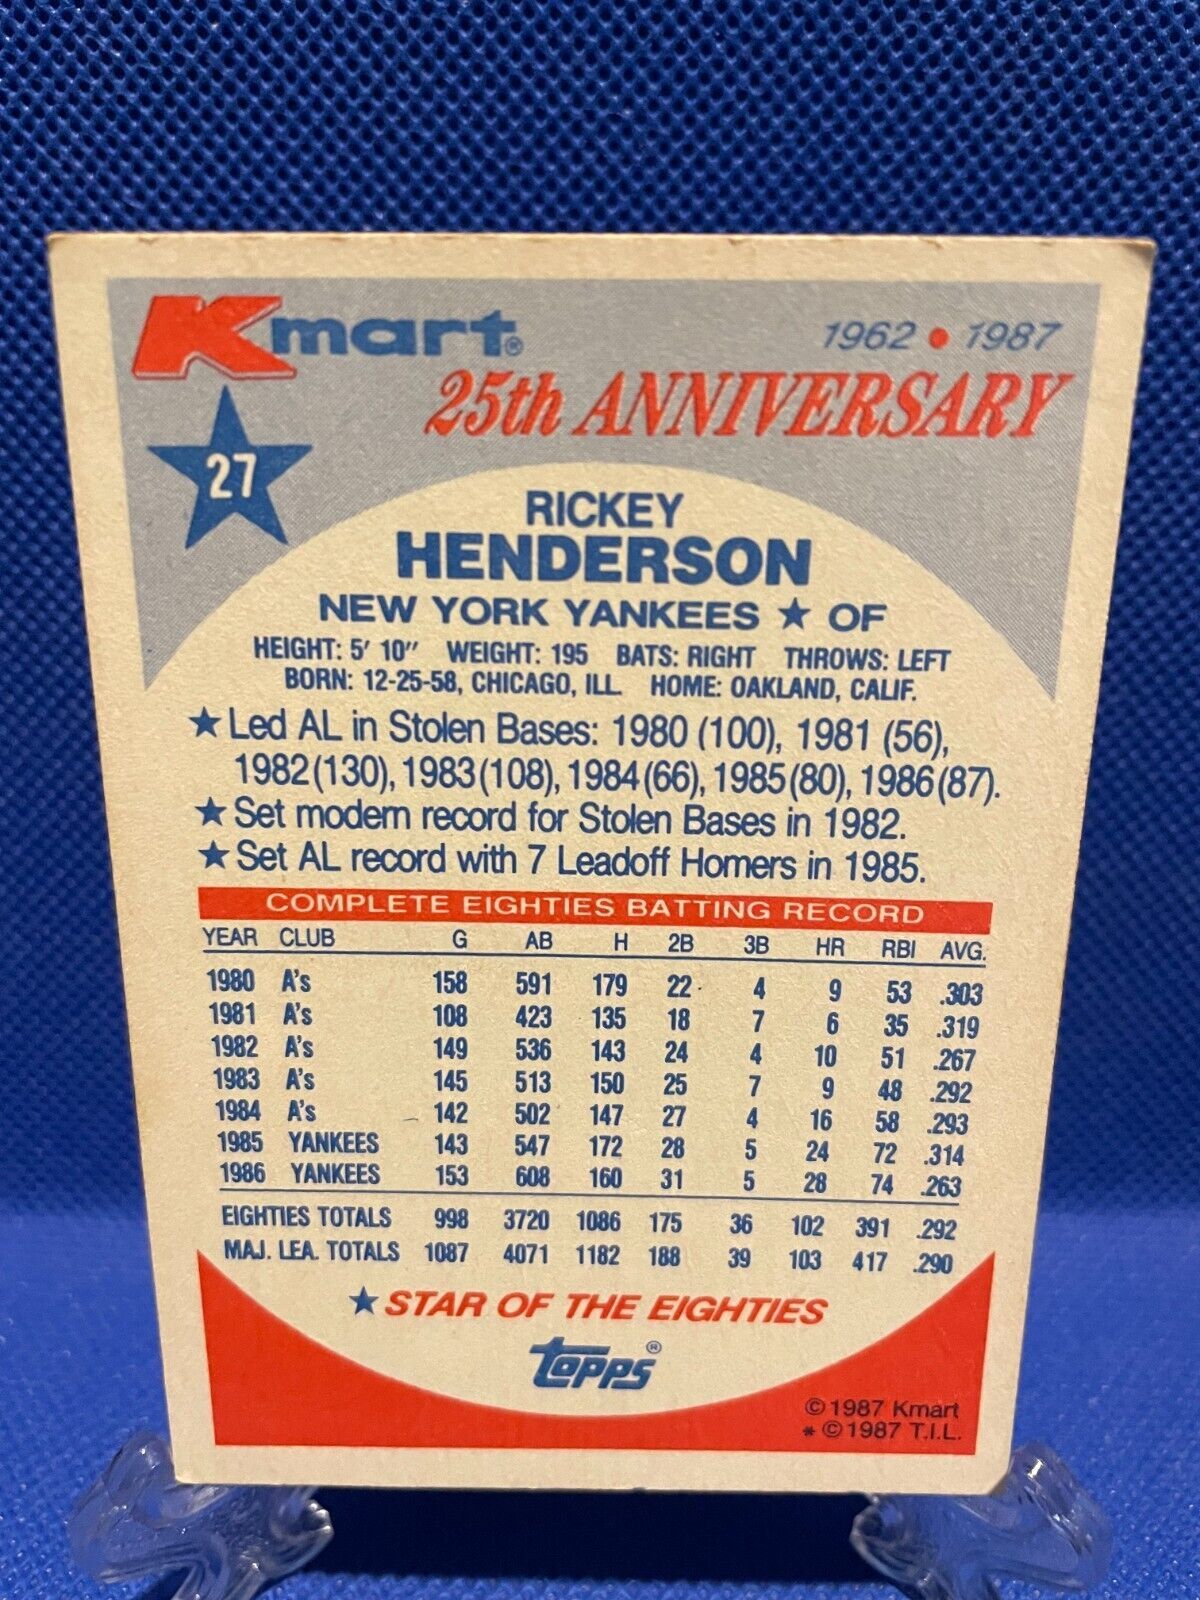 Kmart® 1962 • 1987
25th ANNIVERSARY
27
RICKEY
HENDERSON
NEW YORK YANKEES ★ OF
HEIGHT: 5' 10" WEIGHT: 195 BATS: RIGHT THROWS: LEFT
BORN: 12-25-58, CHICAGO, ILL. HOME: OAKLAND, CALIF.
★ Led AL in Stolen Bases: 1980 (100), 1981 (56),
1982 (130), 1983 (108), 1984 (66), 1985 (80), 1986 (87).
★ Set modern record for Stolen Bases in 1982.
★ Set AL record with 7 Leadoff Homers in 1985.
COMPLETE EIGHTIES BATTING RECORD
YEAR CLUB G AB H 2B 3B HR RBI AVG.
1980 A's 158 591 179 22 4 9 53 .303
1981 A's 108 423 135 18 7 6 35 .319
1982 A's 149 536 143 24 4 10 51 .267
1983 A's 145 513 150 25 7 9 48 .292
1984 A's 142 502 147 27 4 16 58 .293
1985 YANKEES 143 547 172 28 5 24 72 .314
1986 YANKEES 153 608 160 31 5 28 74 .263
EIGHTIES TOTALS 998 3720 1086 175 36 102 391 .292
MAJ. LEA. TOTALS 1087 4071 1182 188 39 103 417 .290
★ STAR OF THE EIGHTIES
topps®
©1987 Kmart
* ©1987 T.I.L.